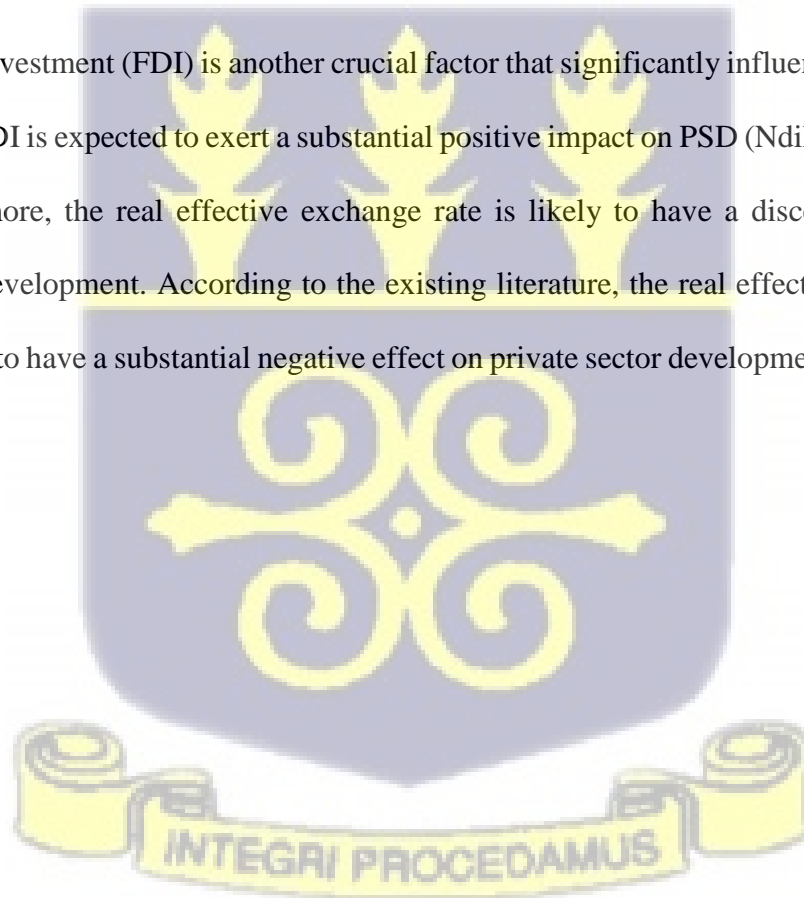 vestment (FDI) is another crucial factor that significantly influen
DI is expected to exert a substantial positive impact on PSD (Ndi
ore, the real effective exchange rate is likely to have a disc
evelopment. According to the existing literature, the real effect
to have a substantial negative effect on private sector developme
INTEGRI PROCEDAMUS